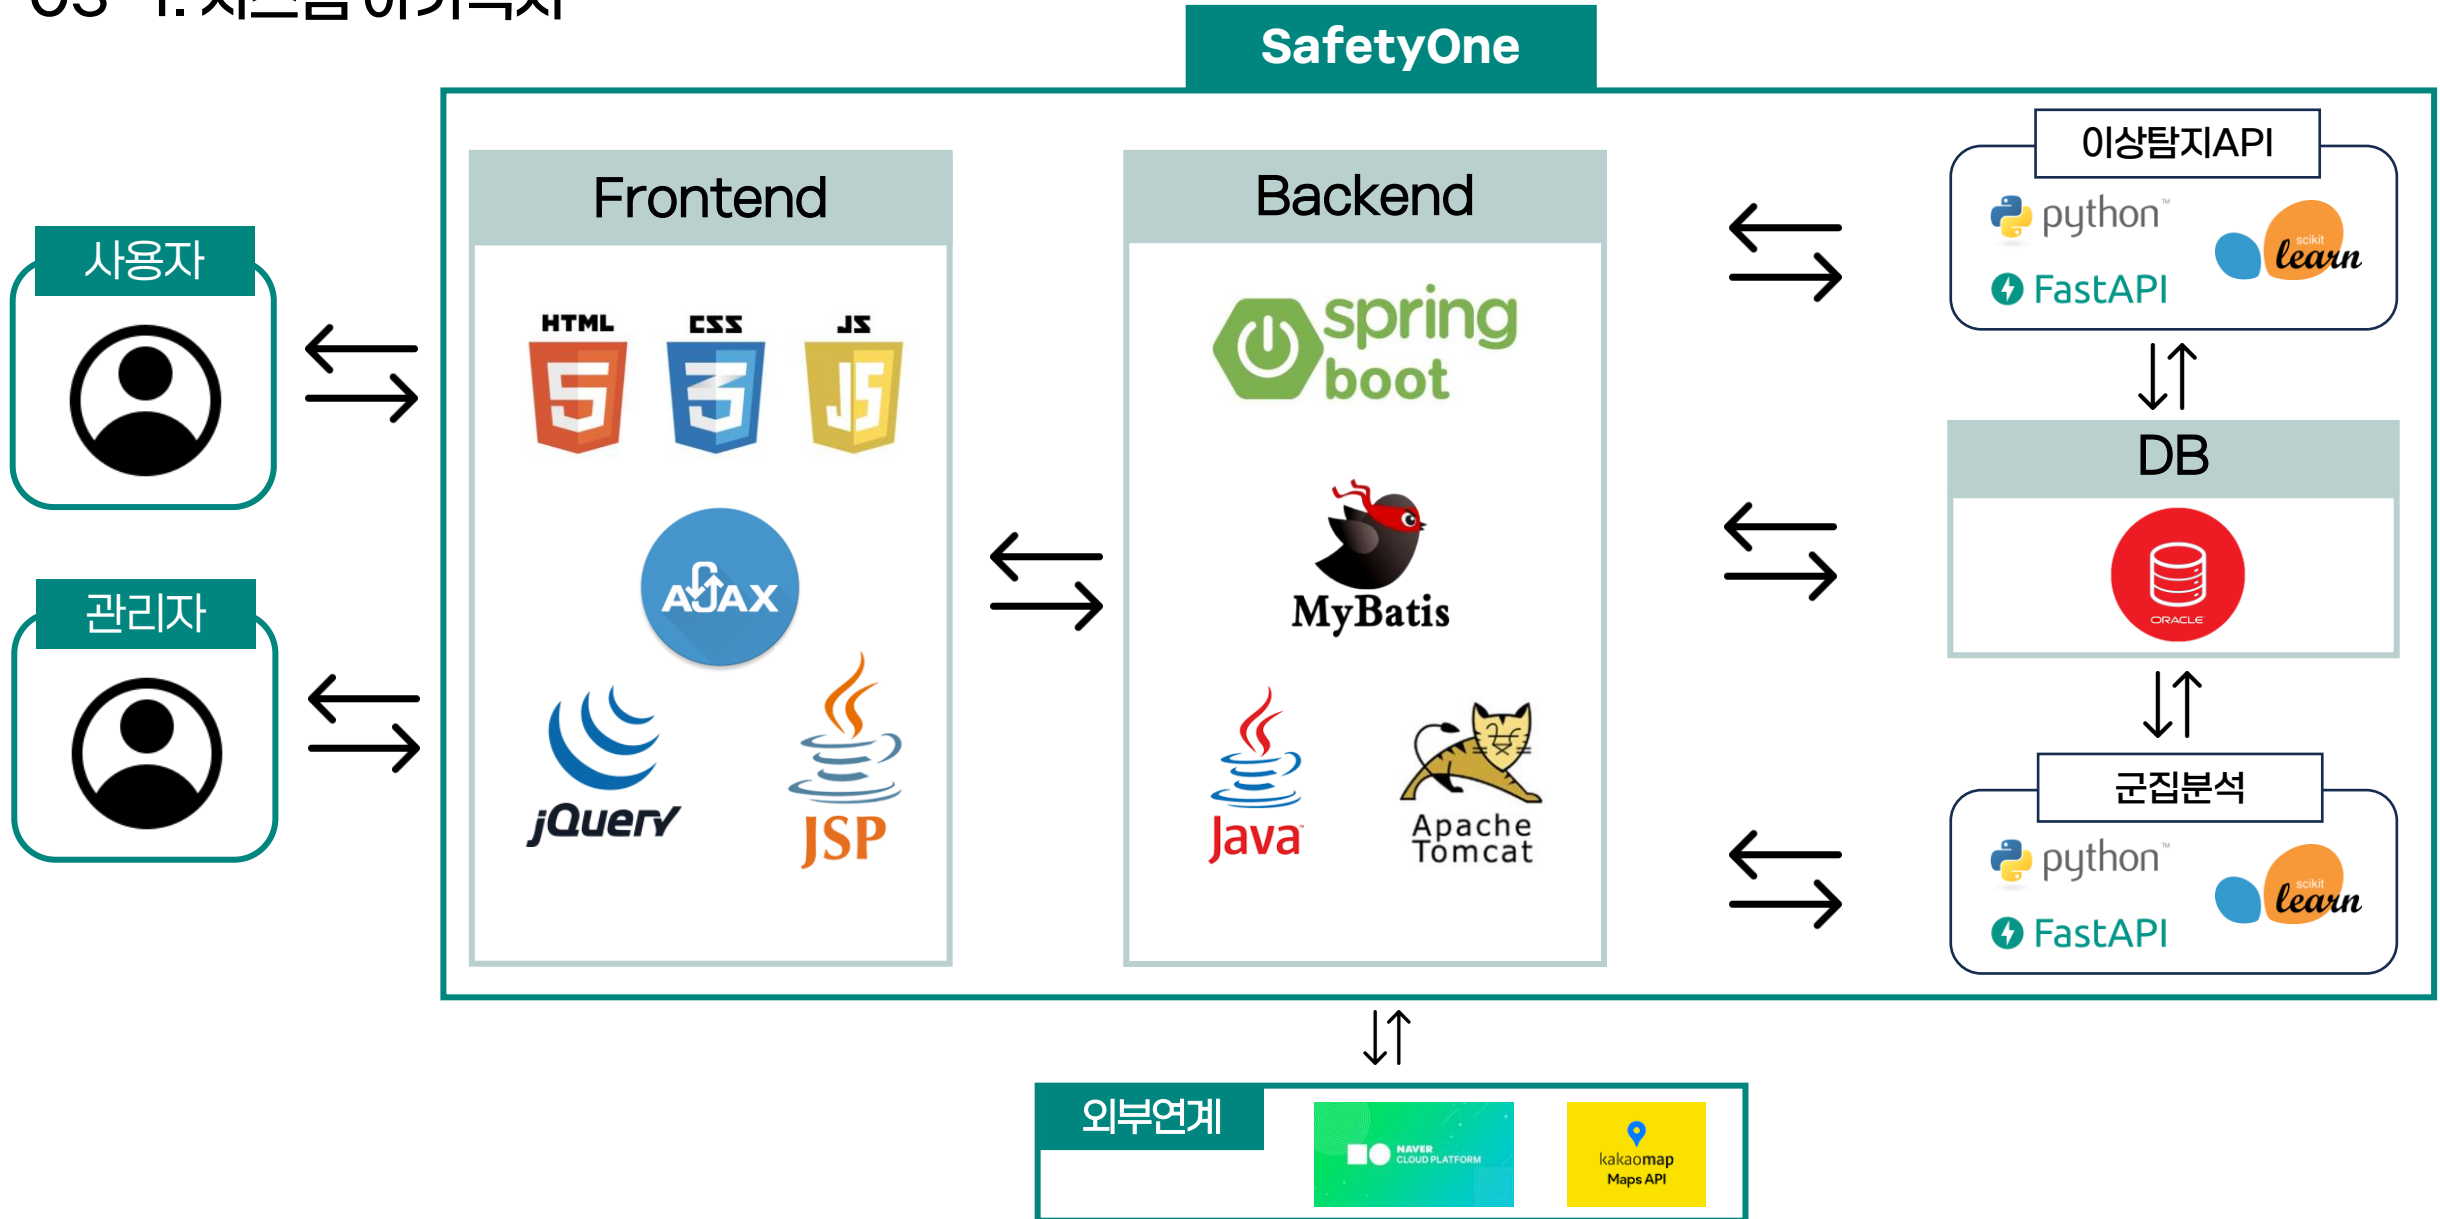 SafetyOne
사용자
관리자
Frontend
HTML
CSS
JS
AJAX
jQuery
JSP
Backend
spring
boot
MyBatis
Java
Apache
Tomcat
이상탐지API
python™
scikit
learn
FastAPI
DB
ORACLE
군집분석
python™
scikit
learn
FastAPI
외부연계
NAVER
CLOUD PLATFORM
kakaomap
Maps API